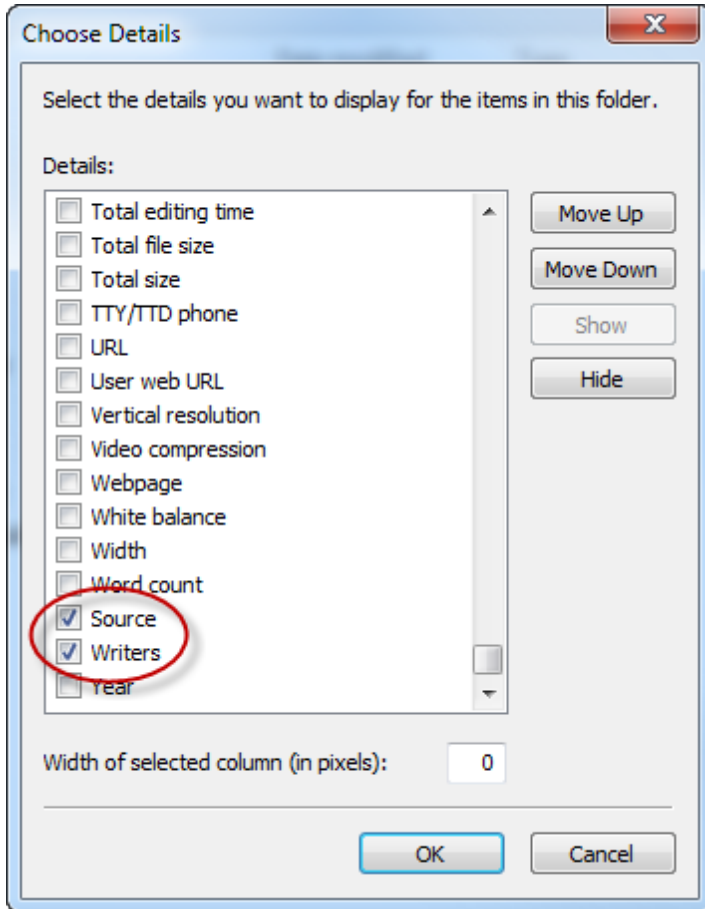 Choose Details
Select the details you want to display for the items in this folder.
Details:
Total editing time
Total file size
Total size
TTY/TTD phone
URL
User web URL
Vertical resolution
Video compression
Webpage
White balance
Width
Word count
Source
Writers
Year
Move Up
Move Down
Show
Hide
Width of selected column (in pixels): 0
OK
Cancel